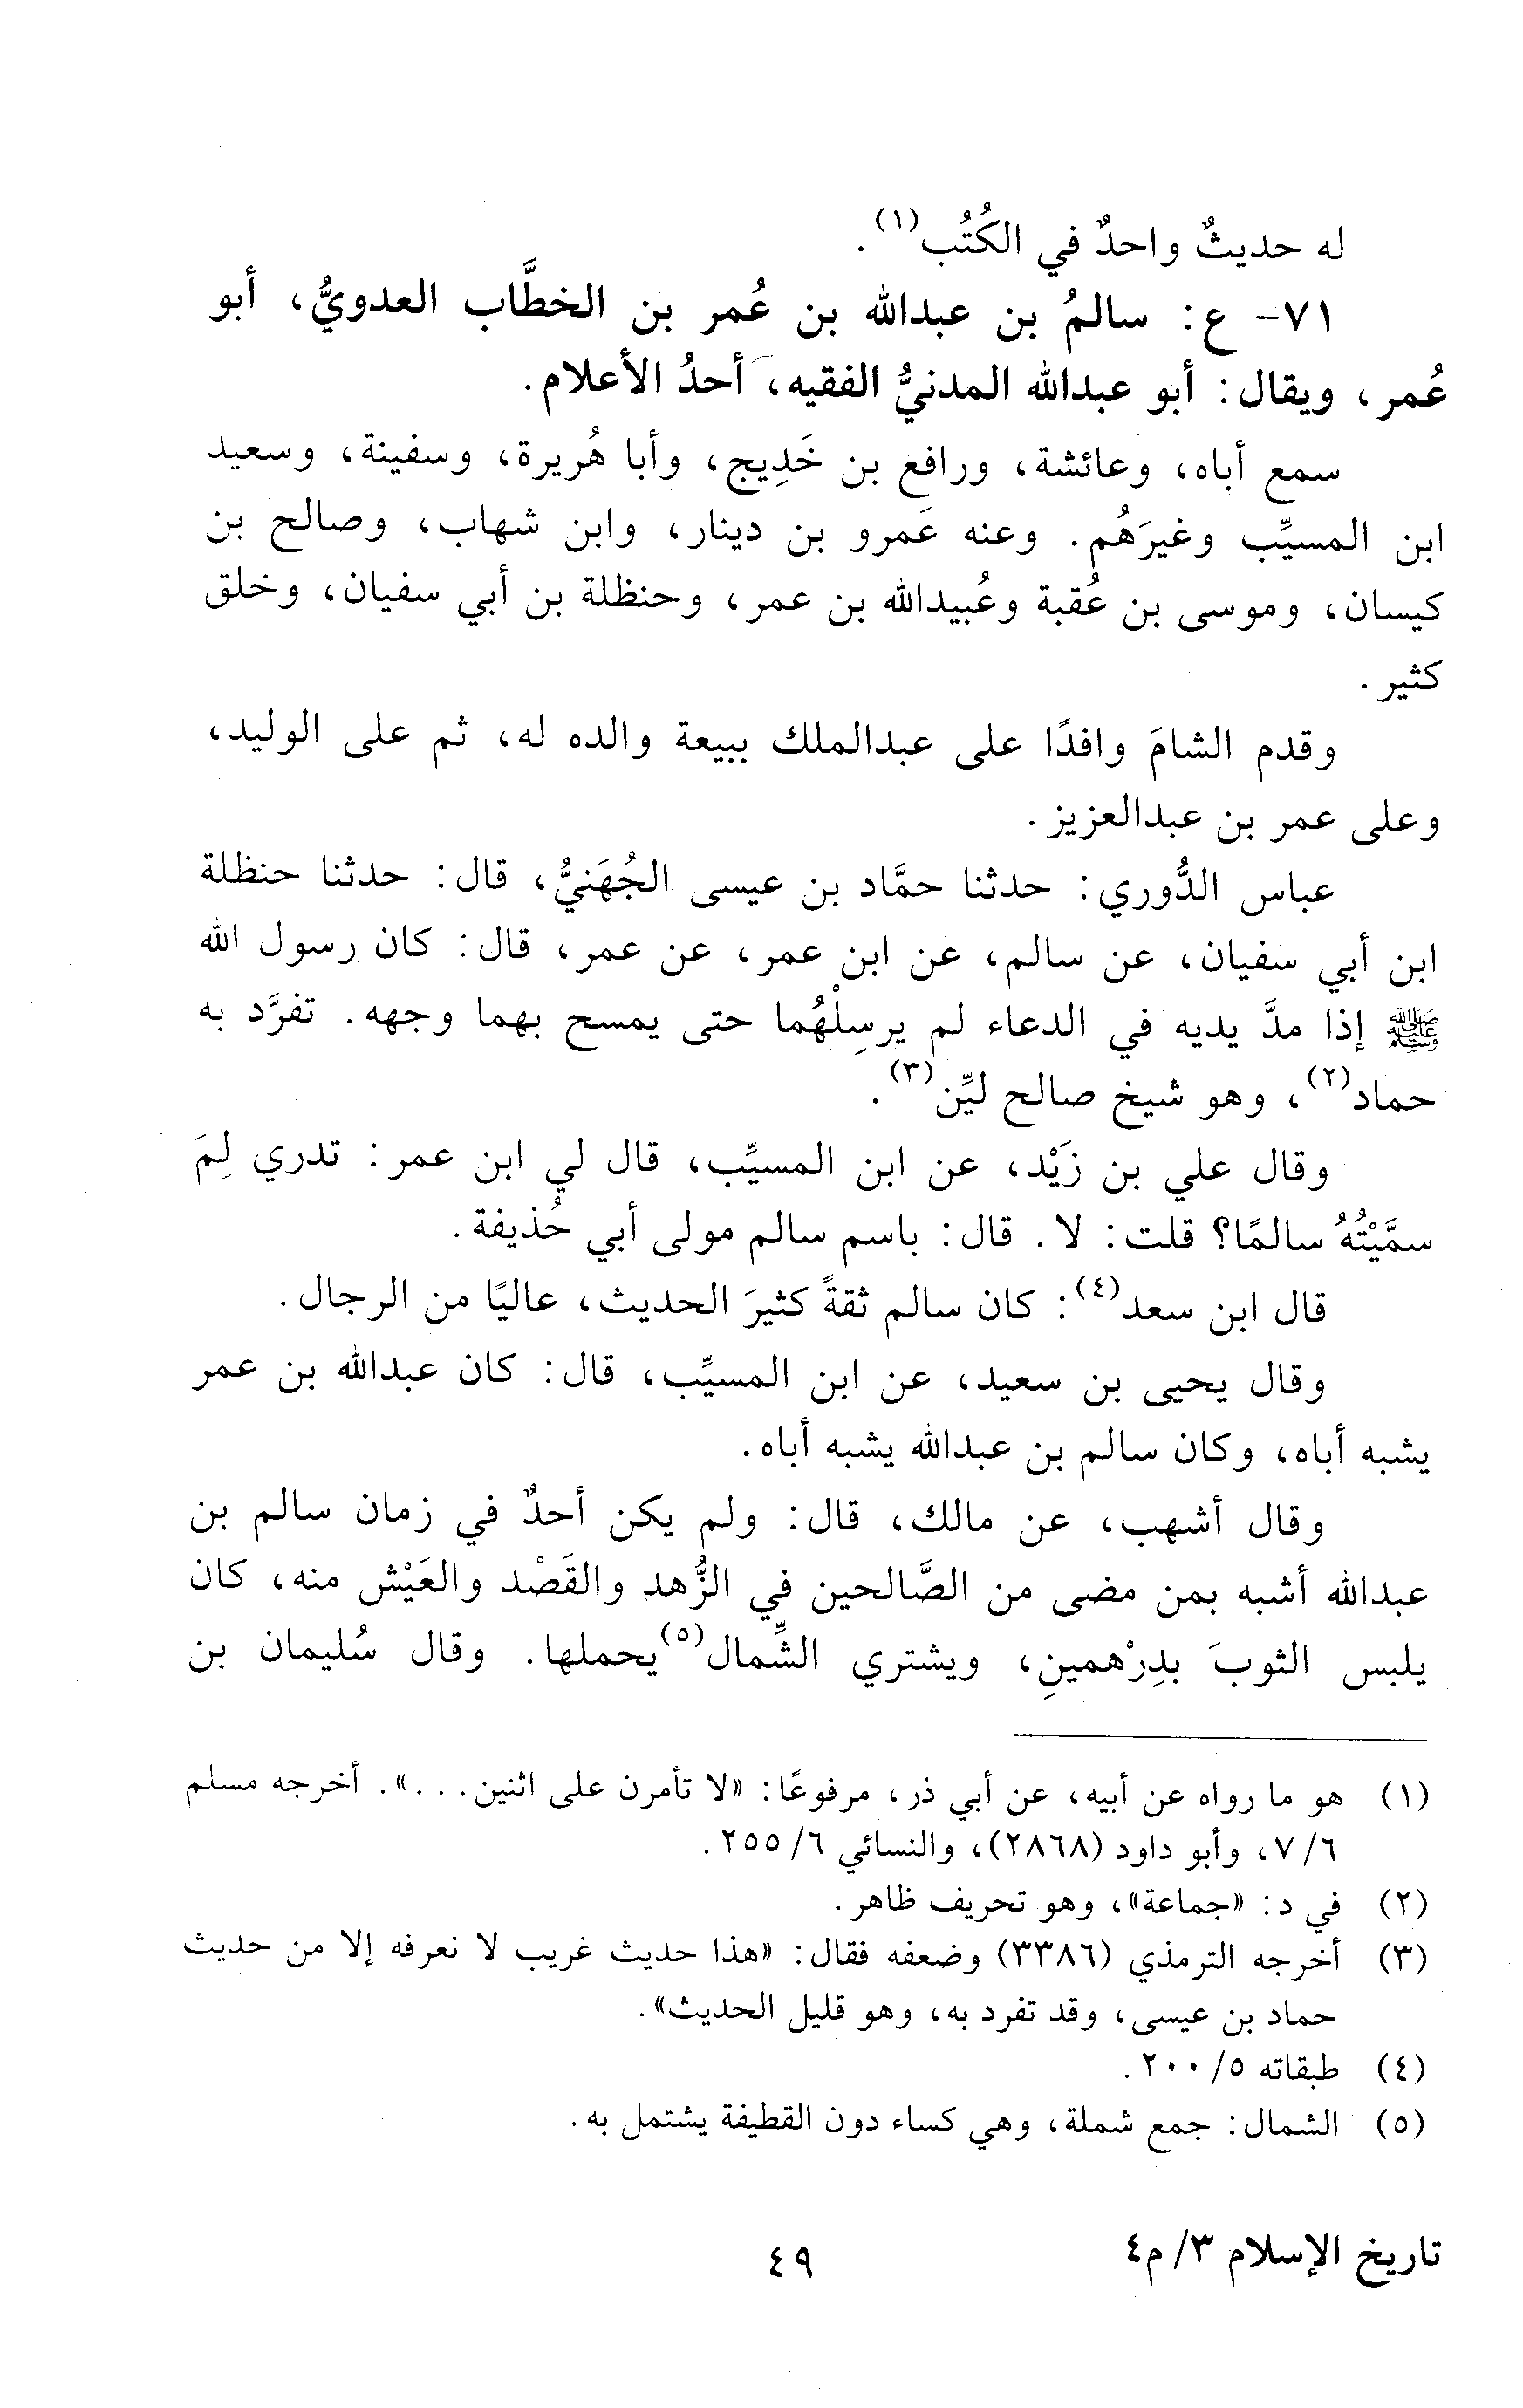 له حديثٌ واحدٌ في الكُتُب(١).
٧١- ع: سالمُ بن عبدالله بن عُمر بن الخطَّاب العدويُّ، أبو
عُمر، ويقال: أبو عبدالله المدنيُّ الفقيه، أحدُ الأعلام.
سمع أباه، وعائشة، ورافع بن خَدِيج، وأبا هُريرة، وسفينة، وسعيد
ابن المسيِّب وغيرَهُم. وعنه عَمرو بن دينار، وابن شهاب، وصالح بن
كيسان، وموسى بن عُقبة وعُبيدالله بن عمر، وحنظلة بن أبي سفيان، وخلق
كثير.
وقدم الشامَ وافدًا على عبدالملك ببيعة والده له، ثم على الوليد،
وعلى عمر بن عبدالعزيز.
عباس الدُّوري: حدثنا حمَّاد بن عيسى الجُهَنيُّ، قال: حدثنا حنظلة
ابن أبي سفيان، عن سالم، عن ابن عمر، عن عمر، قال: كان رسول الله
ﷺ إذا مدَّ يديه في الدعاء لم يرسِلْهُما حتى يمسح بهما وجهه. تفرَّد به
حماد(٢)، وهو شيخ صالح ليِّن(٣).
وقال علي بن زَيْد، عن ابن المسيِّب، قال لي ابن عمر: تدري لِمَ
سمَّيْتُهُ سالمًا؟ قلت: لا. قال: باسم سالم مولى أبي حُذيفة.
قال ابن سعد(٤): كان سالم ثقةً كثيرَ الحديث، عاليًا من الرجال.
وقال يحيى بن سعيد، عن ابن المسيِّب، قال: كان عبدالله بن عمر
يشبه أباه، وكان سالم بن عبدالله يشبه أباه.
وقال أشهب، عن مالك، قال: ولم يكن أحدٌ في زمان سالم بن
عبدالله أشبه بمن مضى من الصَّالحين في الزُّهد والقَصْد والعَيْش منه، كان
يلبس الثوبَ بدِرْهمينِ، ويشتري الشِّمال(٥) يحملها. وقال سُليمان بن
(١) هو ما رواه عن أبيه، عن أبي ذر، مرفوعًا: «لا تأمرن على اثنين...». أخرجه مسلم
٦/ ٧، وأبو داود (٢٨٦٨)، والنسائي ٦/ ٢٥٥.
(٢) في د: «جماعة»، وهو تحريف ظاهر.
(٣) أخرجه الترمذي (٣٣٨٦) وضعفه فقال: «هذا حديث غريب لا نعرفه إلا من حديث
حماد بن عيسى، وقد تفرد به، وهو قليل الحديث».
(٤) طبقاته ٥/ ٢٠٠.
(٥) الشمال: جمع شملة، وهي كساء دون القطيفة يشتمل به.
تاريخ الإسلام ٣/ م٤
٤٩